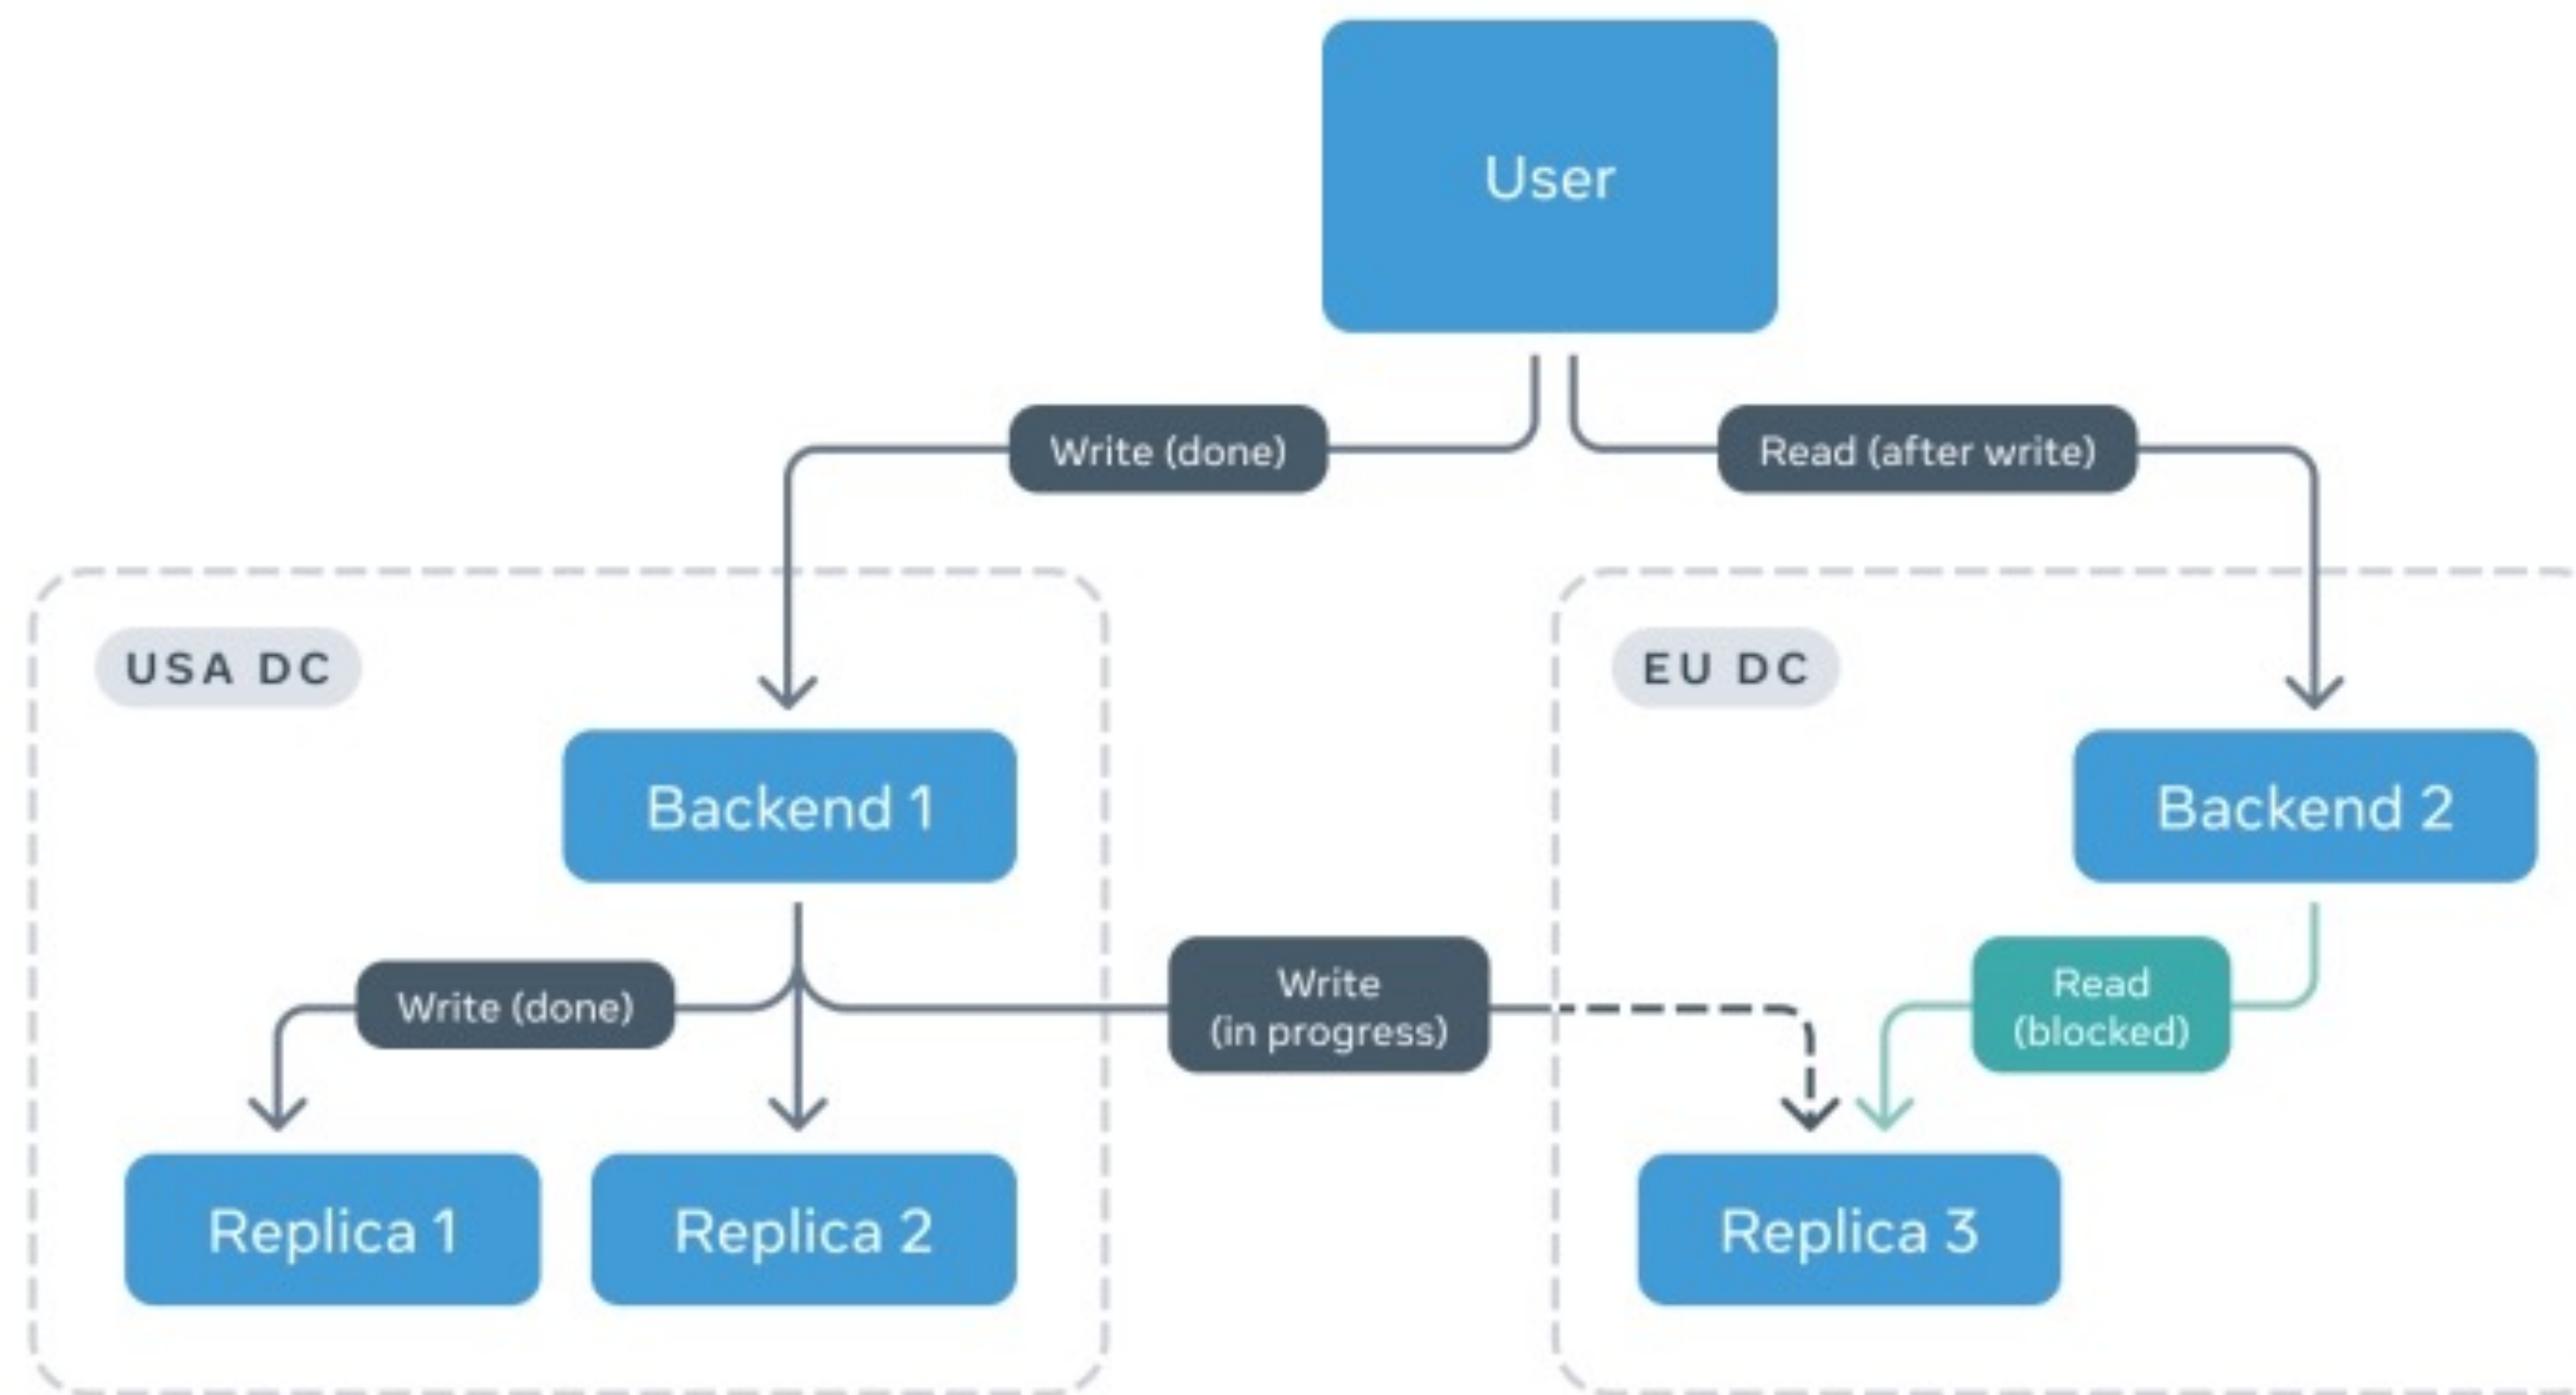 User
Write (done)
Read (after write)
USA DC
EU DC
Backend 1
Backend 2
Write (done)
Write
(in progress)
Read
(blocked)
Replica 1
Replica 2
Replica 3